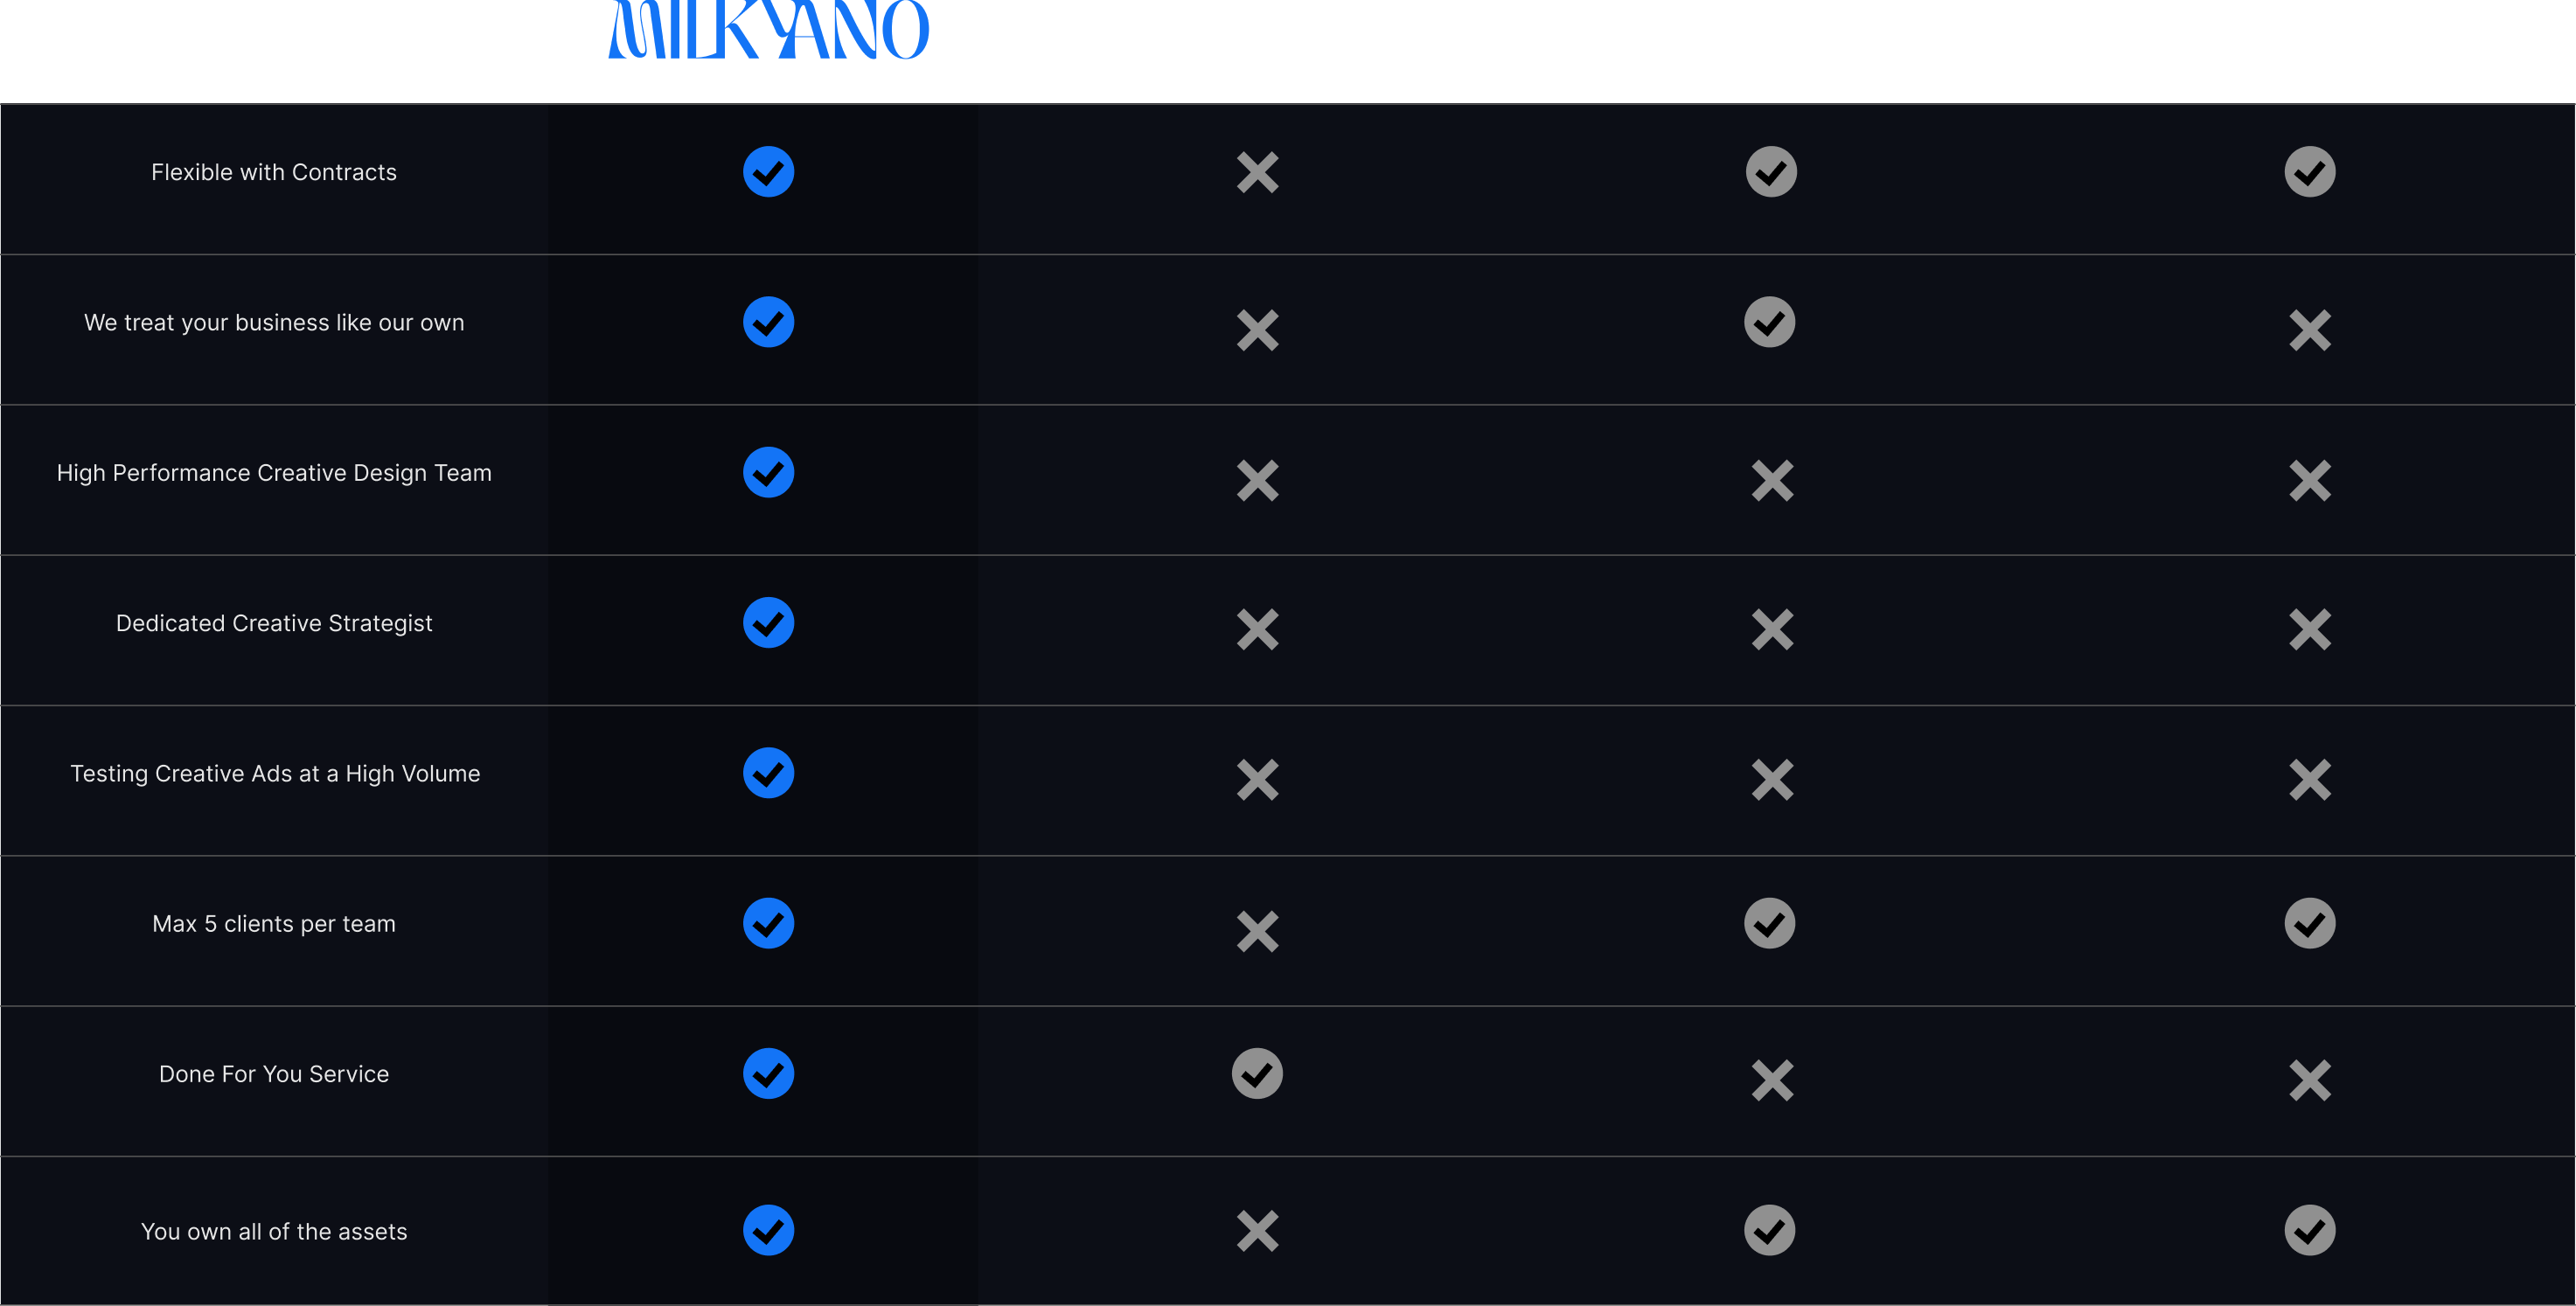 MILKYANO
Flexible with Contracts
We treat your business like our own
High Performance Creative Design Team
Dedicated Creative Strategist
Testing Creative Ads at a High Volume
Max 5 clients per team
Done For You Service
You own all of the assets